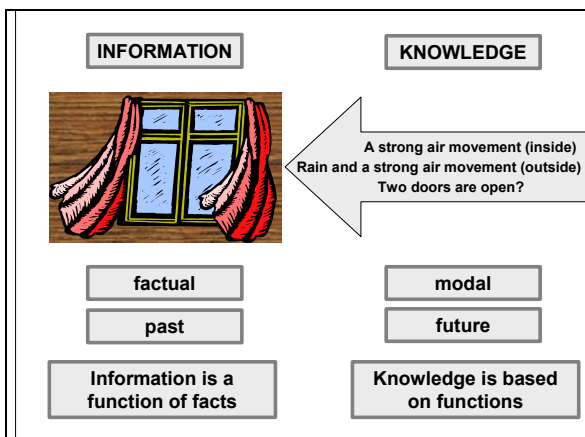 INFORMATION
KNOWLEDGE
A strong air movement (inside)
Rain and a strong air movement (outside)
Two doors are open?
factual
modal
past
future
Information is a
function of facts
Knowledge is based
on functions